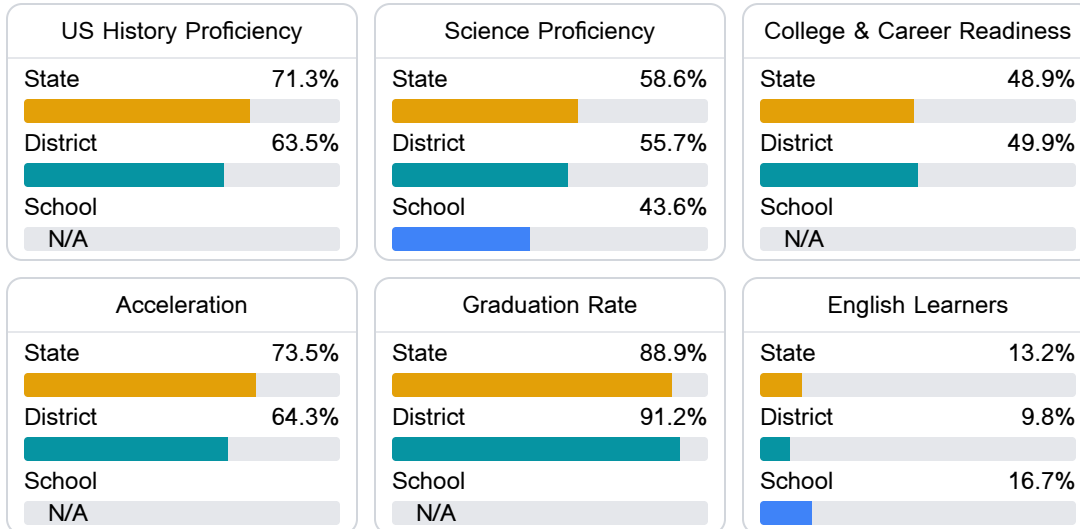 US History Proficiency
State 71.3%
District 63.5%
School
N/A
Science Proficiency
State 58.6%
District 55.7%
School 43.6%
College & Career Readiness
State 48.9%
District 49.9%
School
N/A
Acceleration
State 73.5%
District 64.3%
School
N/A
Graduation Rate
State 88.9%
District 91.2%
School
N/A
English Learners
State 13.2%
District 9.8%
School 16.7%